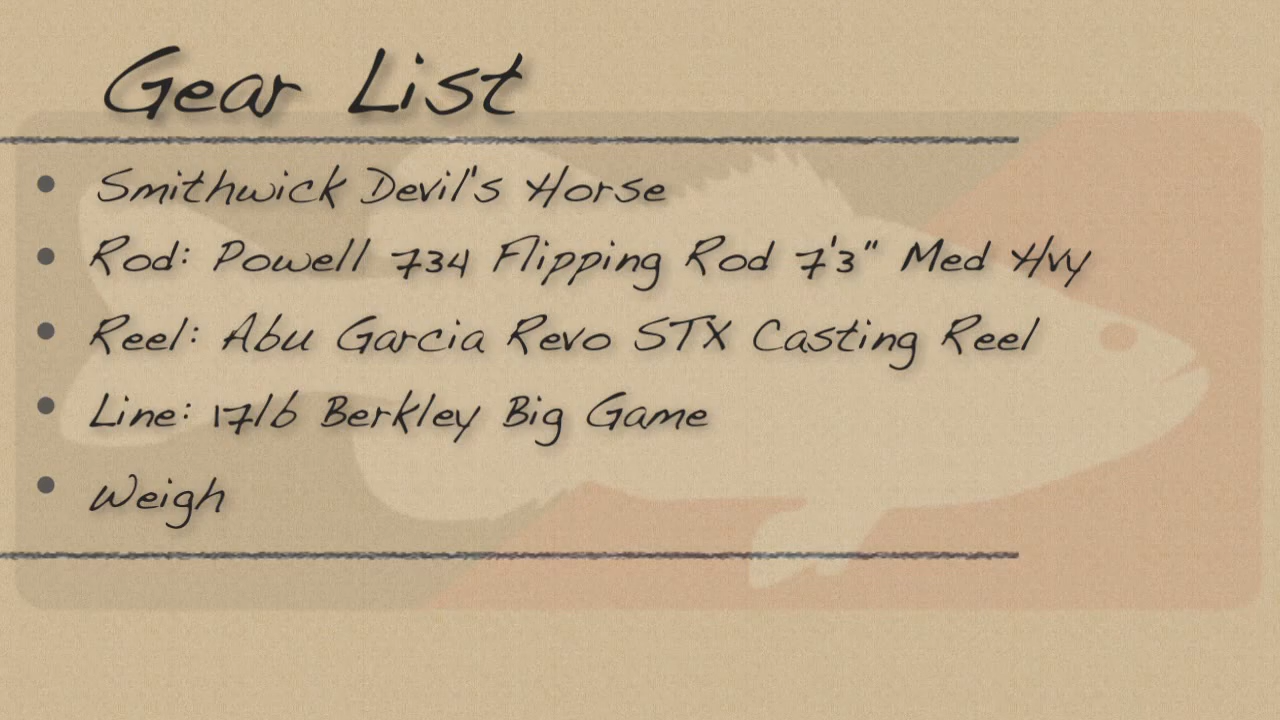 Gear List
Smithwick Devil's Horse
Rod: Powell 734 Flipping Rod 7'3" Med Hvy
Reel: Abu Garcia Revo STX Casting Reel
Line: 17lb Berkley Big Game
Weigh